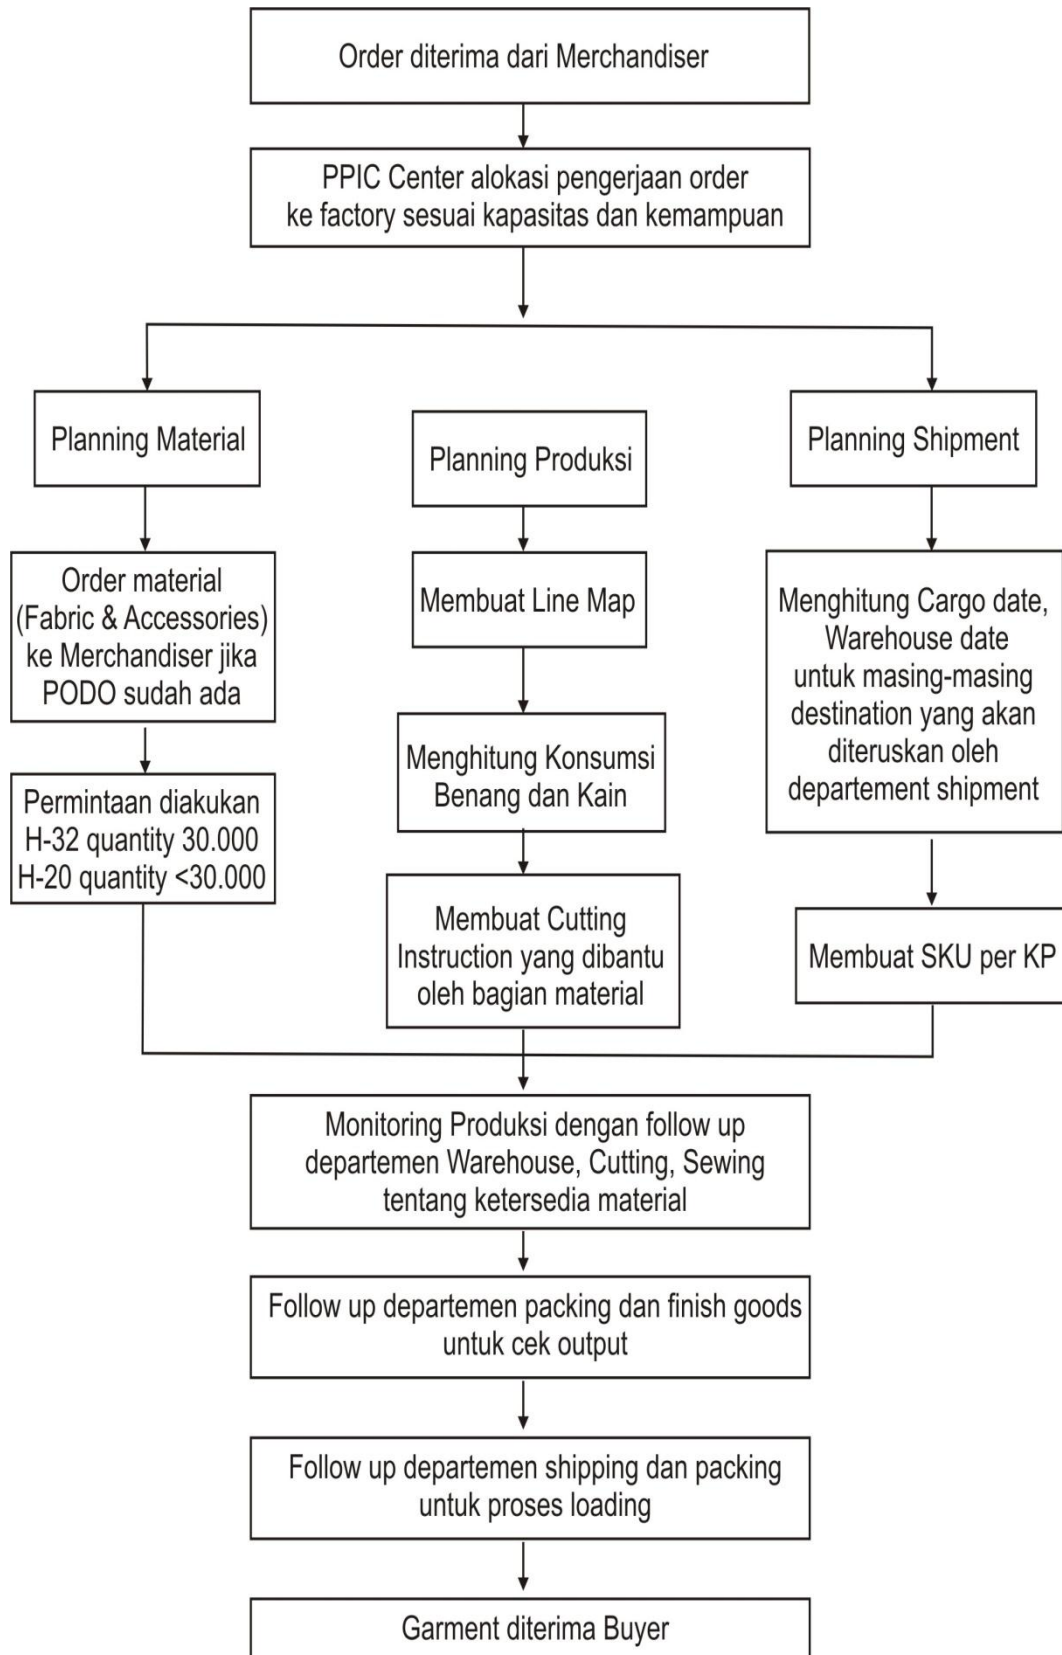 Order diterima dari Merchandiser
PPIC Center alokasi pengerjaan order
ke factory sesuai kapasitas dan kemampuan
Planning Material
Order material
(Fabric & Accessories)
ke Merchandiser jika
PODO sudah ada
Permintaan diakukan
H-32 quantity 30.000
H-20 quantity <30.000
Planning Produksi
Membuat Line Map
Menghitung Konsumsi
Benang dan Kain
Membuat Cutting
Instruction yang dibantu
oleh bagian material
Planning Shipment
Menghitung Cargo date,
Warehouse date
untuk masing-masing
destination yang akan
diteruskan oleh
departement shipment
Membuat SKU per KP
Monitoring Produksi dengan follow up
departemen Warehouse, Cutting, Sewing
tentang ketersedia material
Follow up departemen packing dan finish goods
untuk cek output
Follow up departemen shipping dan packing
untuk proses loading
Garment diterima Buyer